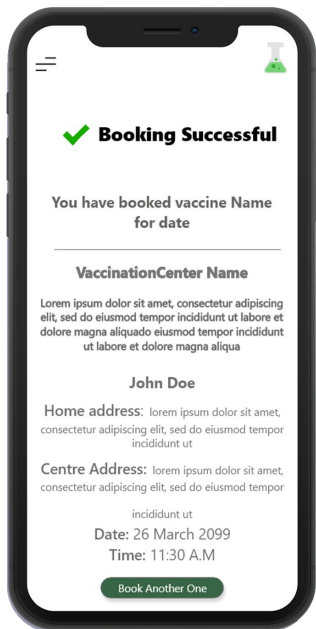 Booking Successful
You have booked vaccine Name
for date
VaccinationCenter Name
Lorem ipsum dolor sit amet, consectetur adipiscing
elit, sed do eiusmod tempor incididunt ut labore et
dolore magna aliquado eiusmod tempor incididunt
ut labore et dolore magna aliqua
John Doe
Home address: lorem ipsum dolor sit amet,
consectetur adipiscing elit, sed do eiusmod tempor
incididunt ut
Centre Address: lorem ipsum dolor sit amet,
consectetur adipiscing elit, sed do eiusmod tempor
incididunt ut
Date: 26 March 2099
Time: 11:30 A.M
Book Another One